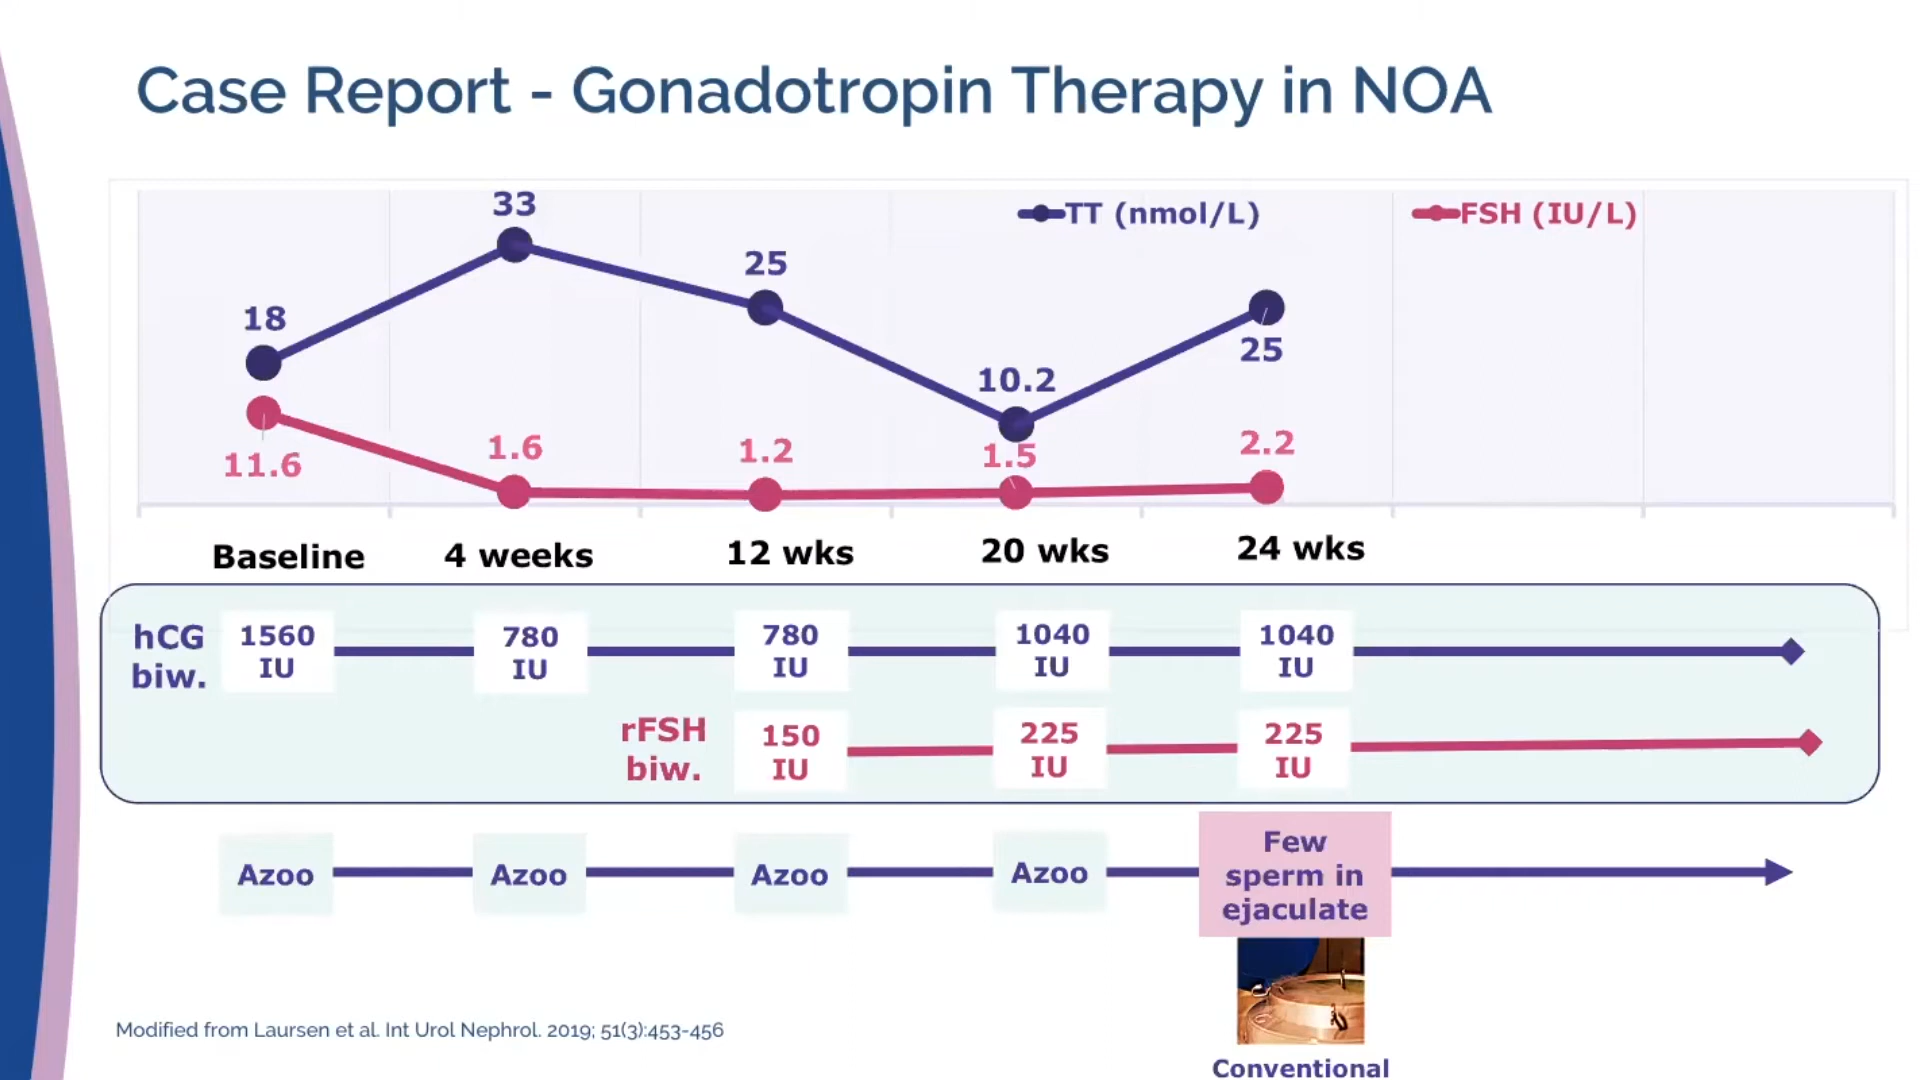 Case Report - Gonadotropin Therapy in NOA
33
TT (nmol/L)
FSH (IU/L)
25
18
25
10.2
11.6
1.6
1.2
1.5
2.2
Baseline
4 weeks
12 wks
20 wks
24 wks
hCG
biw.
1560
IU
780
IU
780
IU
1040
IU
1040
IU
rFSH
biw.
150
IU
225
IU
225
IU
Azoo
Azoo
Azoo
Azoo
Few
sperm in
ejaculate
Modified from Laursen et al. Int Urol Nephrol. 2019; 51(3):453-456
Conventional